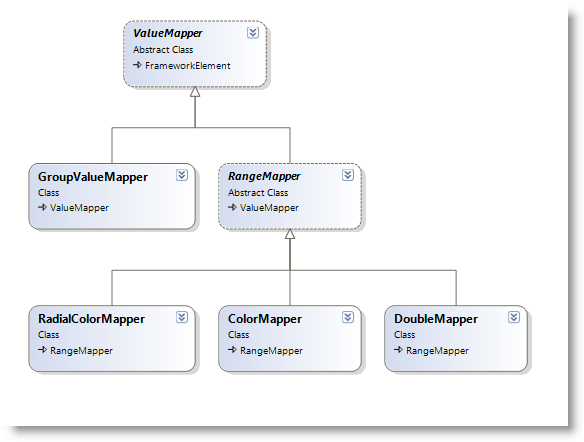 ValueMapper
Abstract Class
FrameworkElement
GroupValueMapper
Class
ValueMapper
RangeMapper
Abstract Class
ValueMapper
RadialColorMapper
Class
RangeMapper
ColorMapper
Class
RangeMapper
DoubleMapper
Class
RangeMapper